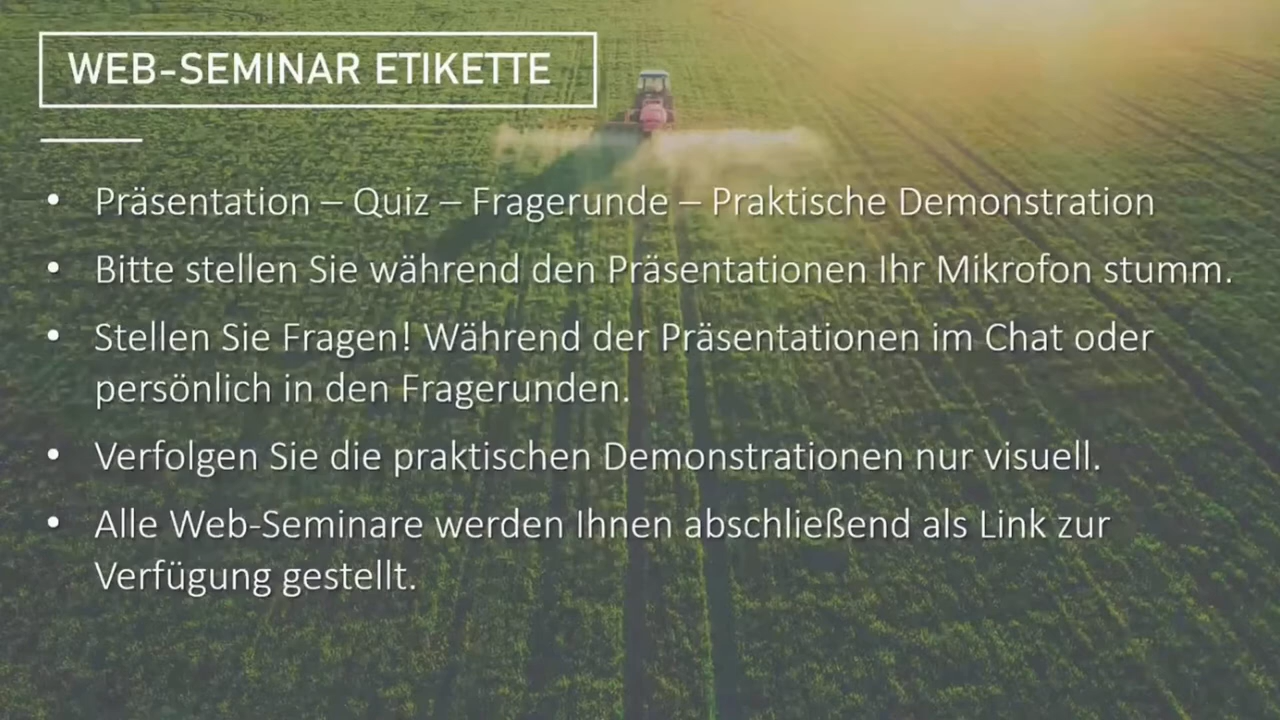 WEB-SEMINAR ETIKETTE
• Präsentation – Quiz – Fragerunde – Praktische Demonstration
• Bitte stellen Sie während den Präsentationen Ihr Mikrofon stumm.
• Stellen Sie Fragen! Während der Präsentationen im Chat oder
persönlich in den Fragerunden.
• Verfolgen Sie die praktischen Demonstrationen nur visuell.
• Alle Web-Seminare werden Ihnen abschließend als Link zur
Verfügung gestellt.